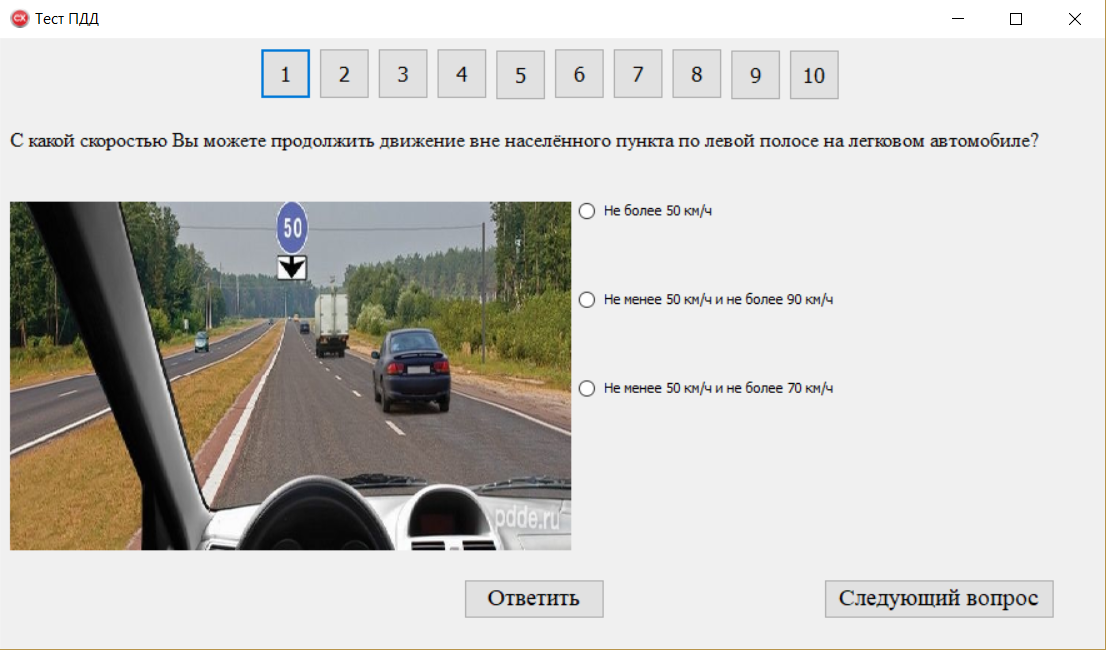 Тест ПДД
1 2 3 4 5 6 7 8 9 10
С какой скоростью Вы можете продолжить движение вне населённого пункта по левой полосе на легковом автомобиле?
50
Не более 50 км/ч
Не менее 50 км/ч и не более 90 км/ч
Не менее 50 км/ч и не более 70 км/ч
pdde.ru
Ответить
Следующий вопрос